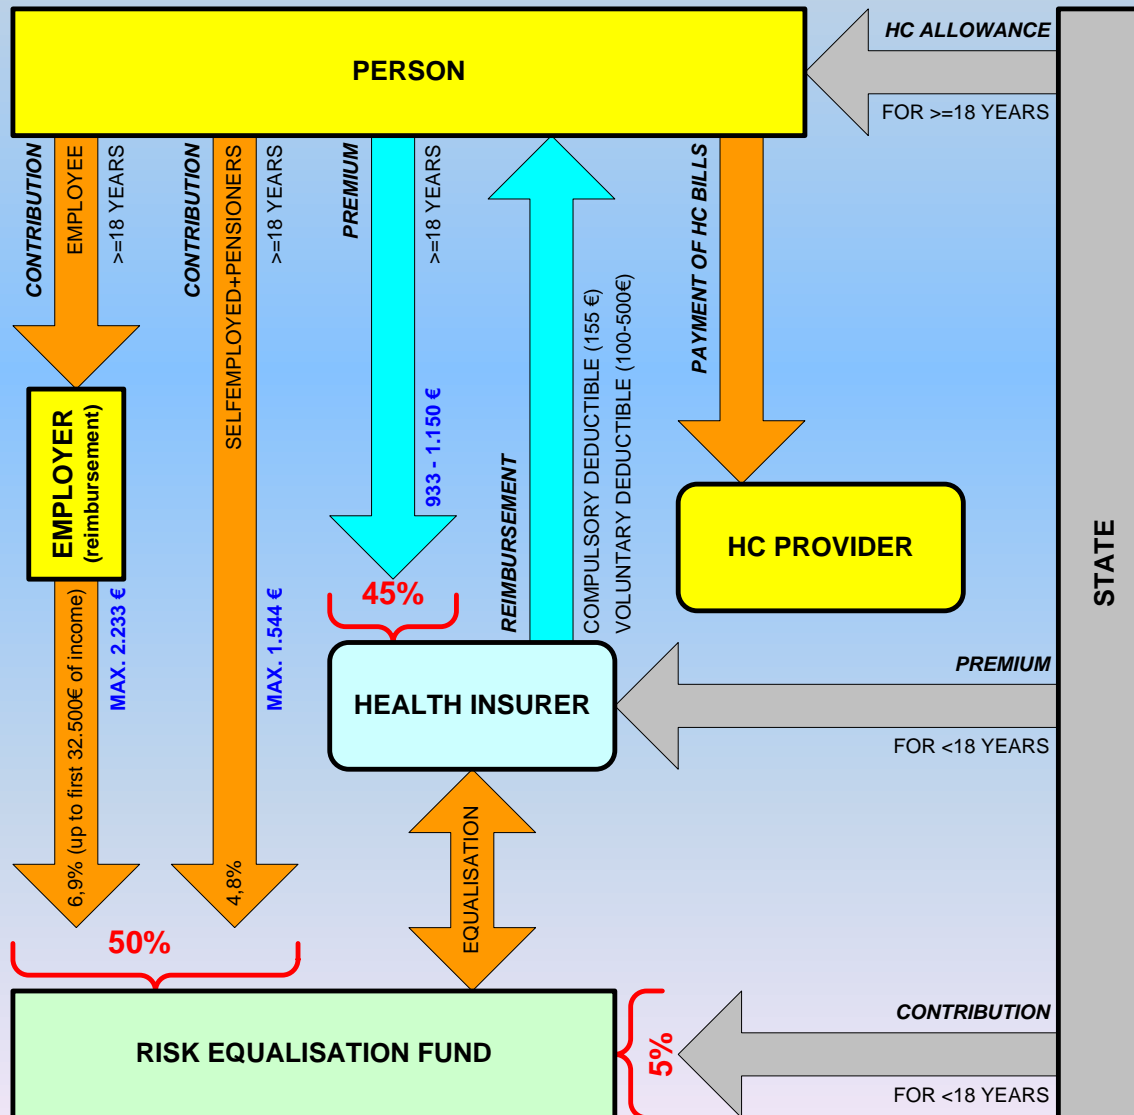 HC ALLOWANCE
PERSON
FOR >=18 YEARS
CONTRIBUTION
EMPLOYEE
>=18 YEARS
CONTRIBUTION
SELFEMPLOYED+PENSIONERS
>=18 YEARS
PREMIUM
>=18 YEARS
933 - 1.150 €
REIMBURSEMENT
COMPULSORY DEDUCTIBLE (155 €)
VOLUNTARY DEDUCTIBLE (100-500€)
PAYMENT OF HC BILLS
EMPLOYER
(reimbursement)
HC PROVIDER
STATE
45%
6,9% (up to first 32.500€ of income)
MAX. 2.233 €
4,8%
MAX. 1.544 €
HEALTH INSURER
PREMIUM
FOR <18 YEARS
EQUALISATION
50%
RISK EQUALISATION FUND
5%
CONTRIBUTION
FOR <18 YEARS